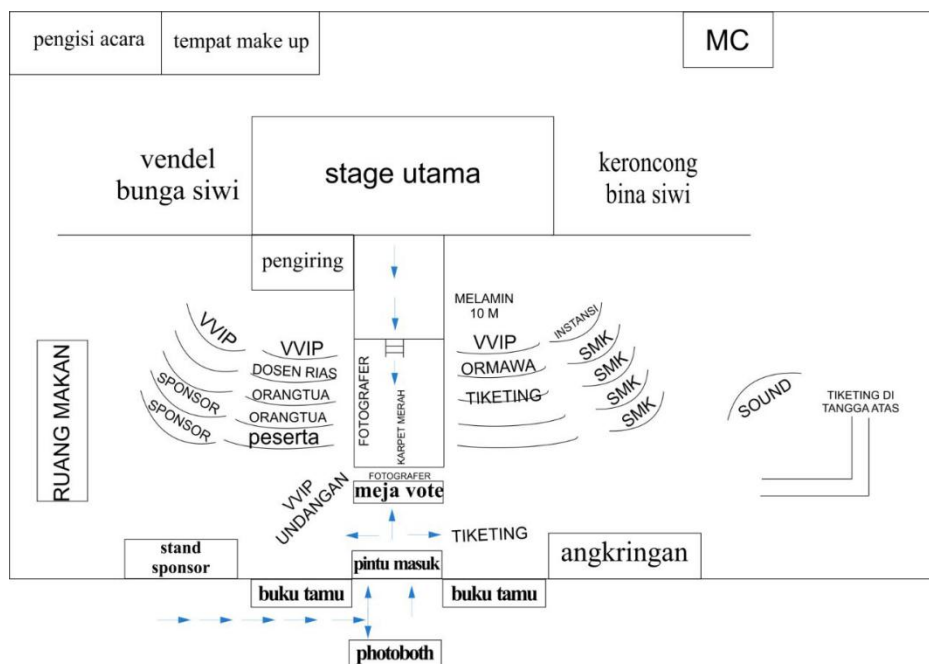 pengisi acara
tempat make up
MC
vendel
bunga siwi
stage utama
keroncong
bina siwi
pengiring
MELAMIN
10 M
VVIP
VVIP
VVIP
INSTANSI
DOSEN RIAS
ORMAWA
SMK
SPONSOR
ORANGTUA
TIKETING
SMK
SPONSOR
ORANGTUA
SMK
peserta
FOTOGRAFER
KARPET MERAH
RUANG MAKAN
SOUND
TIKETING DI
TANGGA ATAS
FOTOGRAFER
meja vote
VVIP
UNDANGAN
TIKETING
stand
sponsor
pintu masuk
angkringan
buku tamu
buku tamu
photoboth